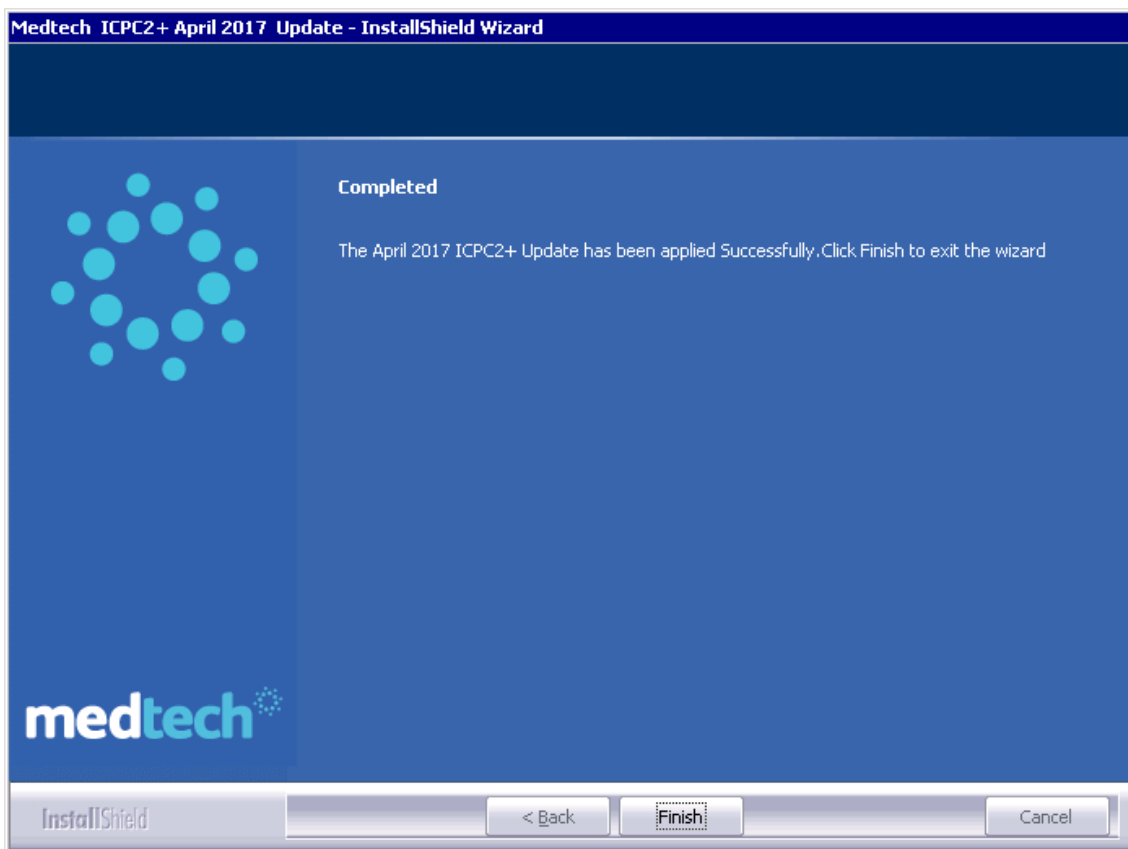 Medtech ICPC2+ April 2017 Update - InstallShield Wizard
Completed
The April 2017 ICPC2+ Update has been applied Successfully.Click Finish to exit the wizard
medtech
InstallShield
< Back
Finish
Cancel